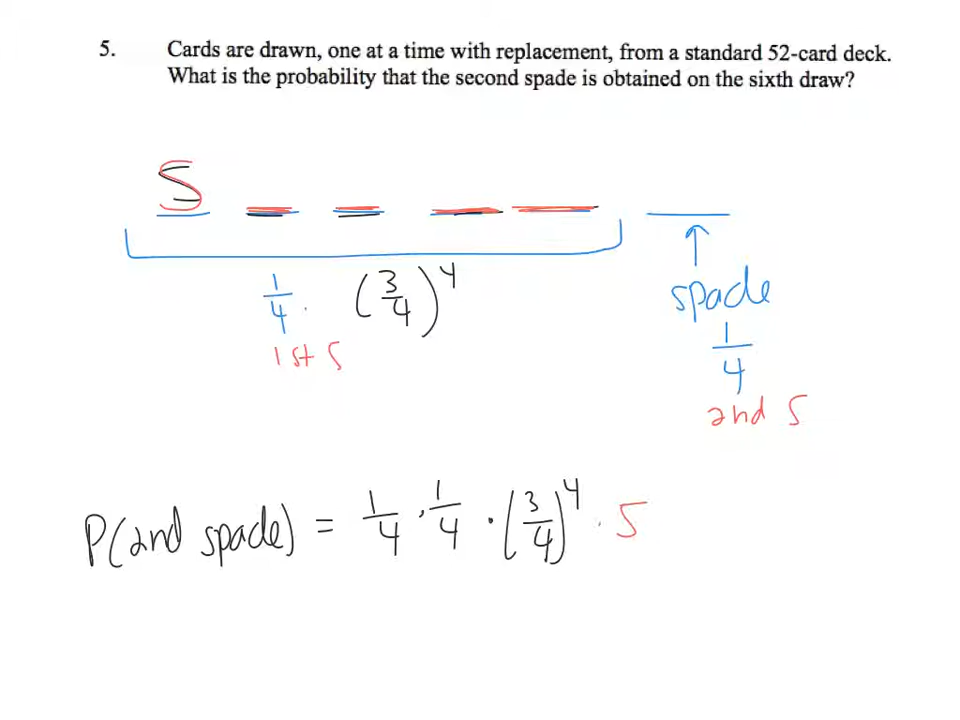 5. Cards are drawn, one at a time with replacement, from a standard 52-card deck.
What is the probability that the second spade is obtained on the sixth draw?
S
1/4 · (3/4)^4
1st S
↑
spade
1/4
2nd S
P(2nd spade) = 1/4 · 1/4 · (3/4)^4 · 5